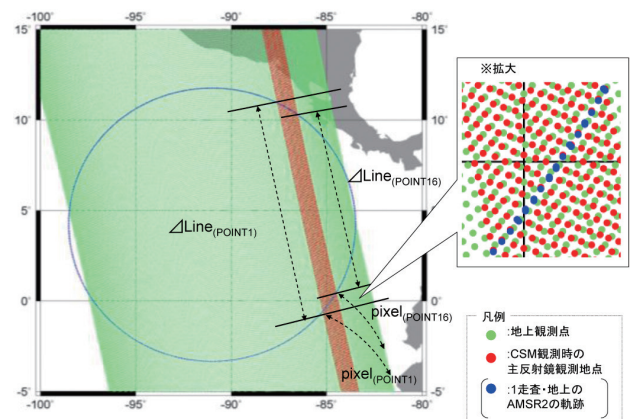 -100° -95° -90° -85° -80°
15° 15°
10° 10°
5° 5°
0° 0°
-5° -5°
-100° -95° -90° -85° -80°
⊿Line(POINT16)
⊿Line(POINT1)
pixel(POINT16)
pixel(POINT1)
※拡大
凡例
:地上観測点
:CSM観測時の
主反射鏡観測地点
:1走査・地上の
AMSR2の軌跡